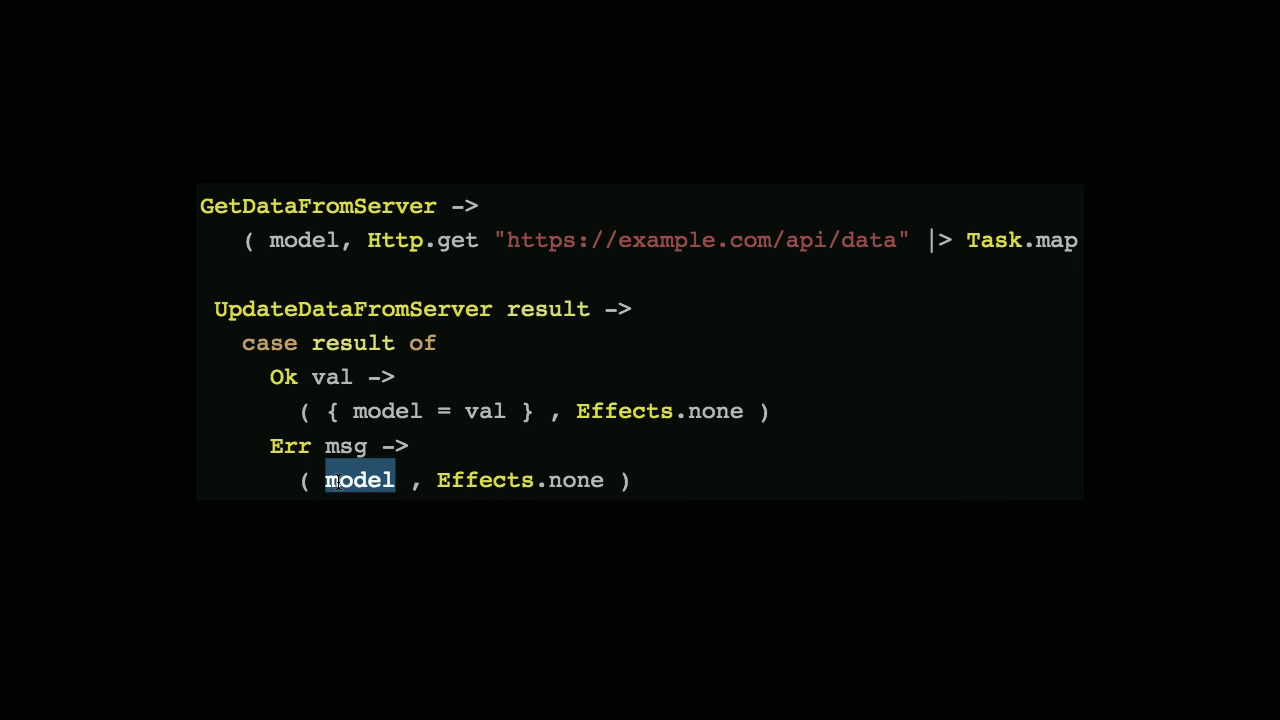 GetDataFromServer ->
( model, Http.get "https://example.com/api/data" |> Task.map
UpdateDataFromServer result ->
case result of
Ok val ->
( { model = val } , Effects.none )
Err msg ->
( model , Effects.none )